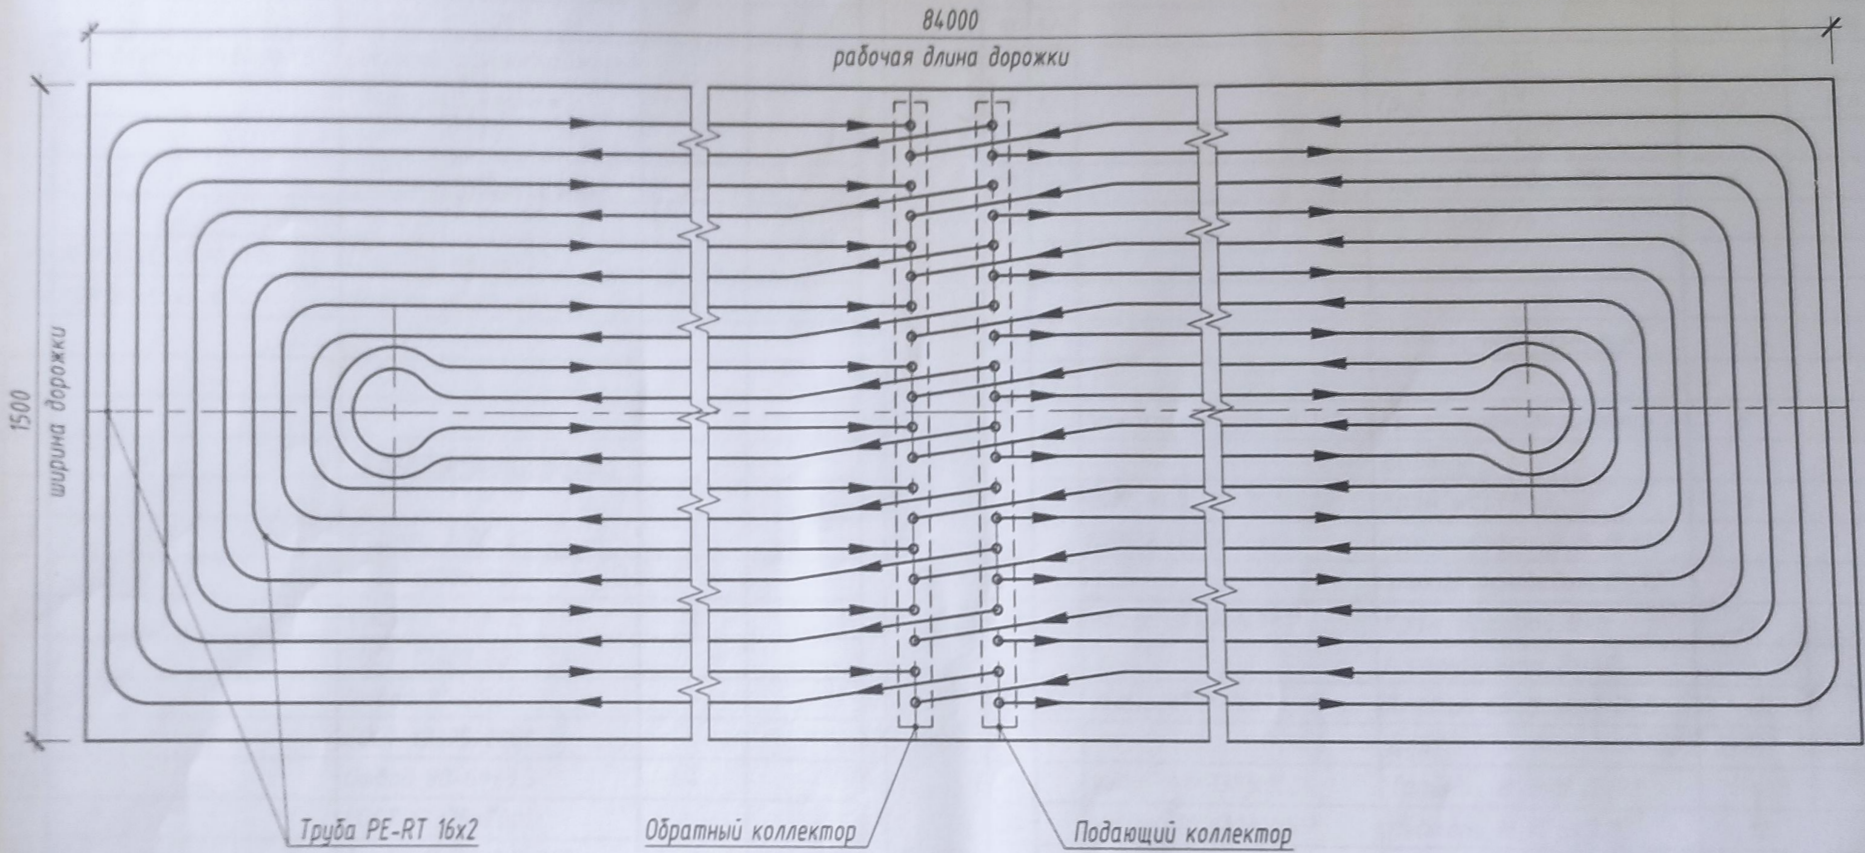 84000
рабочая длина дорожки
1500
ширина дорожки
Труба PE-RT 16x2
Обратный коллектор
Подающий коллектор